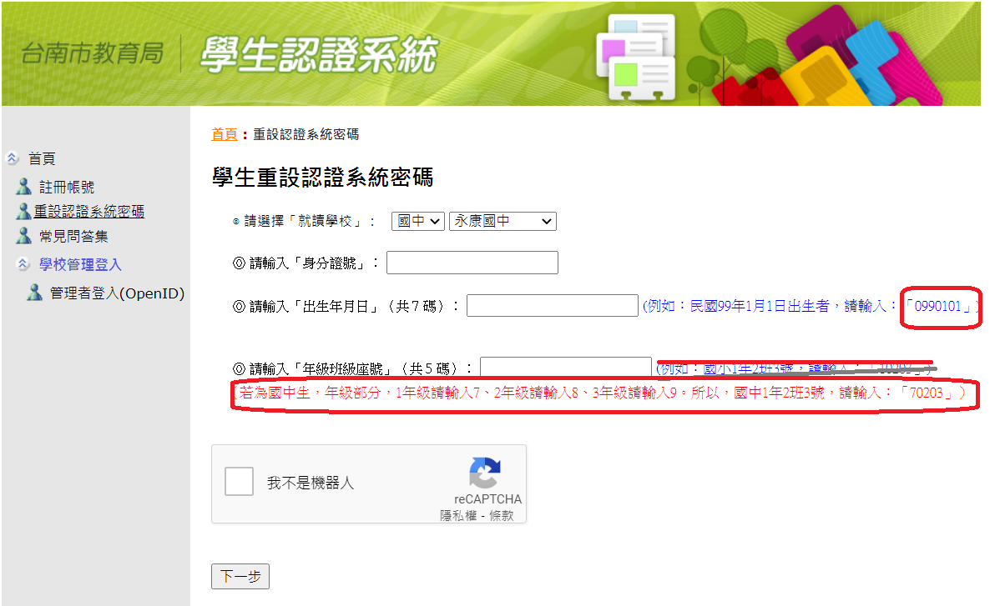 台南市教育局 學生認證系統
首頁
註冊帳號
重設認證系統密碼
常見問答集
學校管理登入
管理者登入(OpenID)
首頁：重設認證系統密碼
學生重設認證系統密碼
請選擇「就讀學校」： 國中 永康國中
◎ 請輸入「身分證號」：
◎ 請輸入「出生年月日」（共７碼）： (例如：民國99年1月1日出生者，請輸入：「0990101」)
◎ 請輸入「年級班級座號」（共５碼）： (例如：國小1年2班3號，請輸入：「10203」)
（若為國中生，年級部分，1年級請輸入7、2年級請輸入8、3年級請輸入9。所以，國中1年2班3號，請輸入：「70203」）
我不是機器人
reCAPTCHA
隱私權 - 條款
下一步